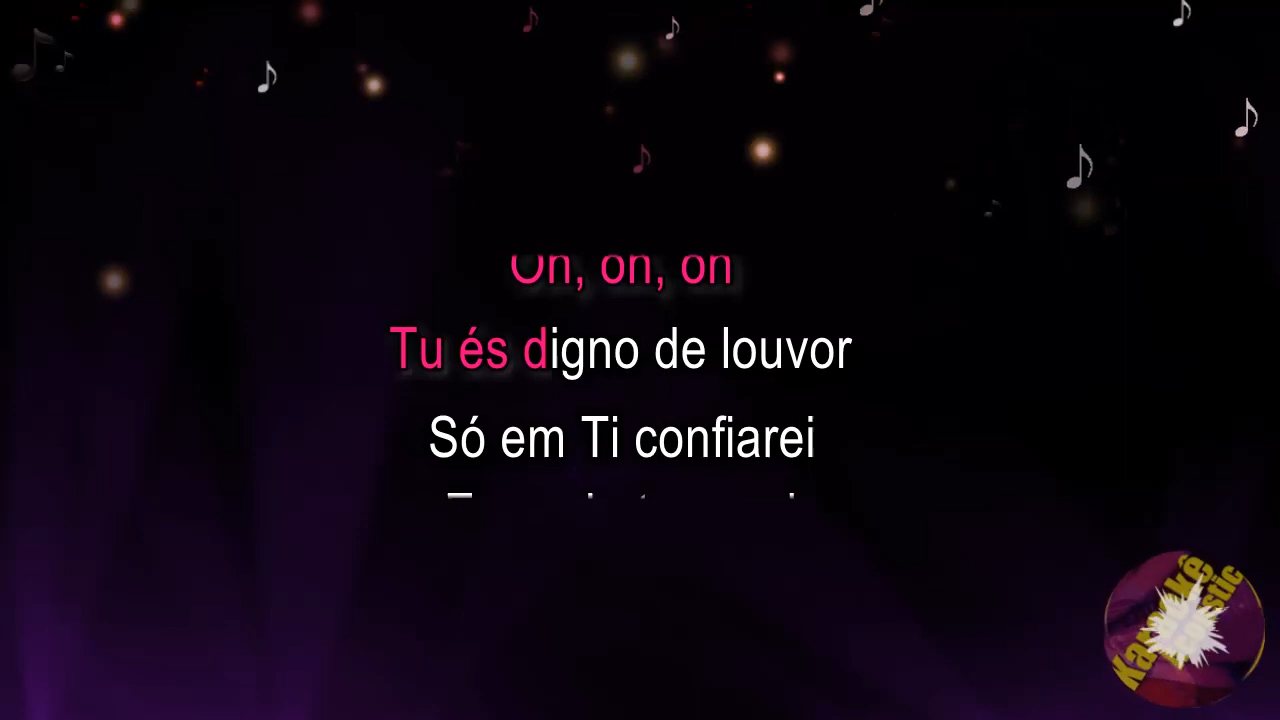 Oh, oh, oh
Tu és digno de louvor
Só em Ti confiarei